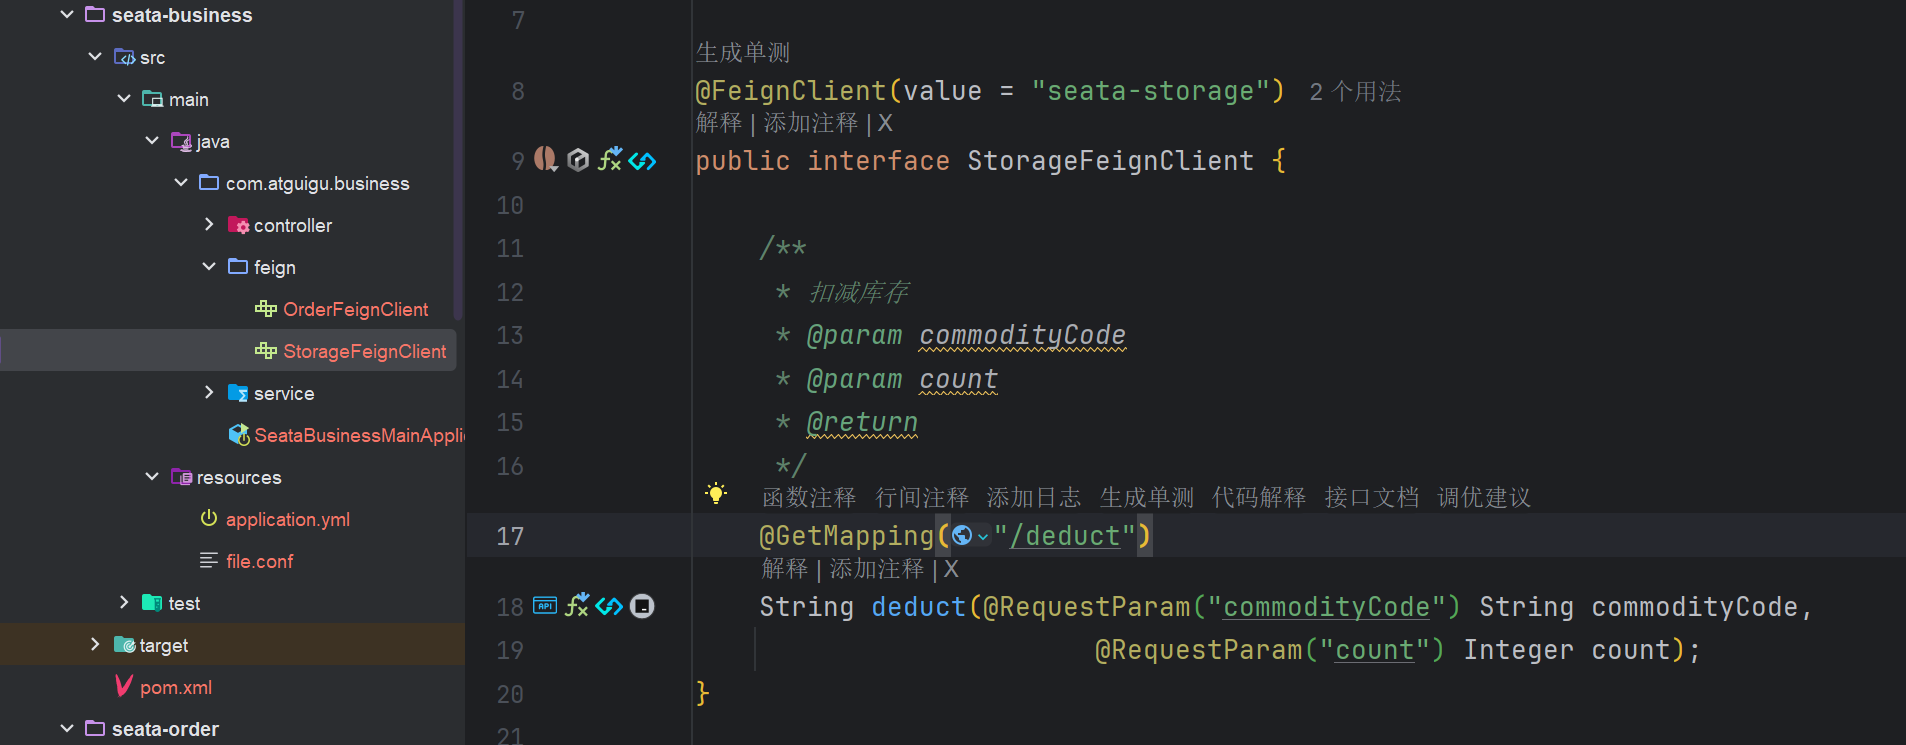 seata-business
src
main
java
com.atguigu.business
controller
feign
OrderFeignClient
StorageFeignClient
service
SeataBusinessMainApplic
resources
application.yml
file.conf
test
target
pom.xml
seata-order
7
生成单测
8 @FeignClient(value = "seata-storage") 2 个用法
解释 | 添加注释 | X
9 public interface StorageFeignClient {
10
11 /**
12 * 扣减库存
13 * @param commodityCode
14 * @param count
15 * @return
16 */
函数注释 行间注释 添加日志 生成单测 代码解释 接口文档 调优建议
17 @GetMapping("/deduct")
解释 | 添加注释 | X
18 API String deduct(@RequestParam("commodityCode") String commodityCode,
19 @RequestParam("count") Integer count);
20 }
21